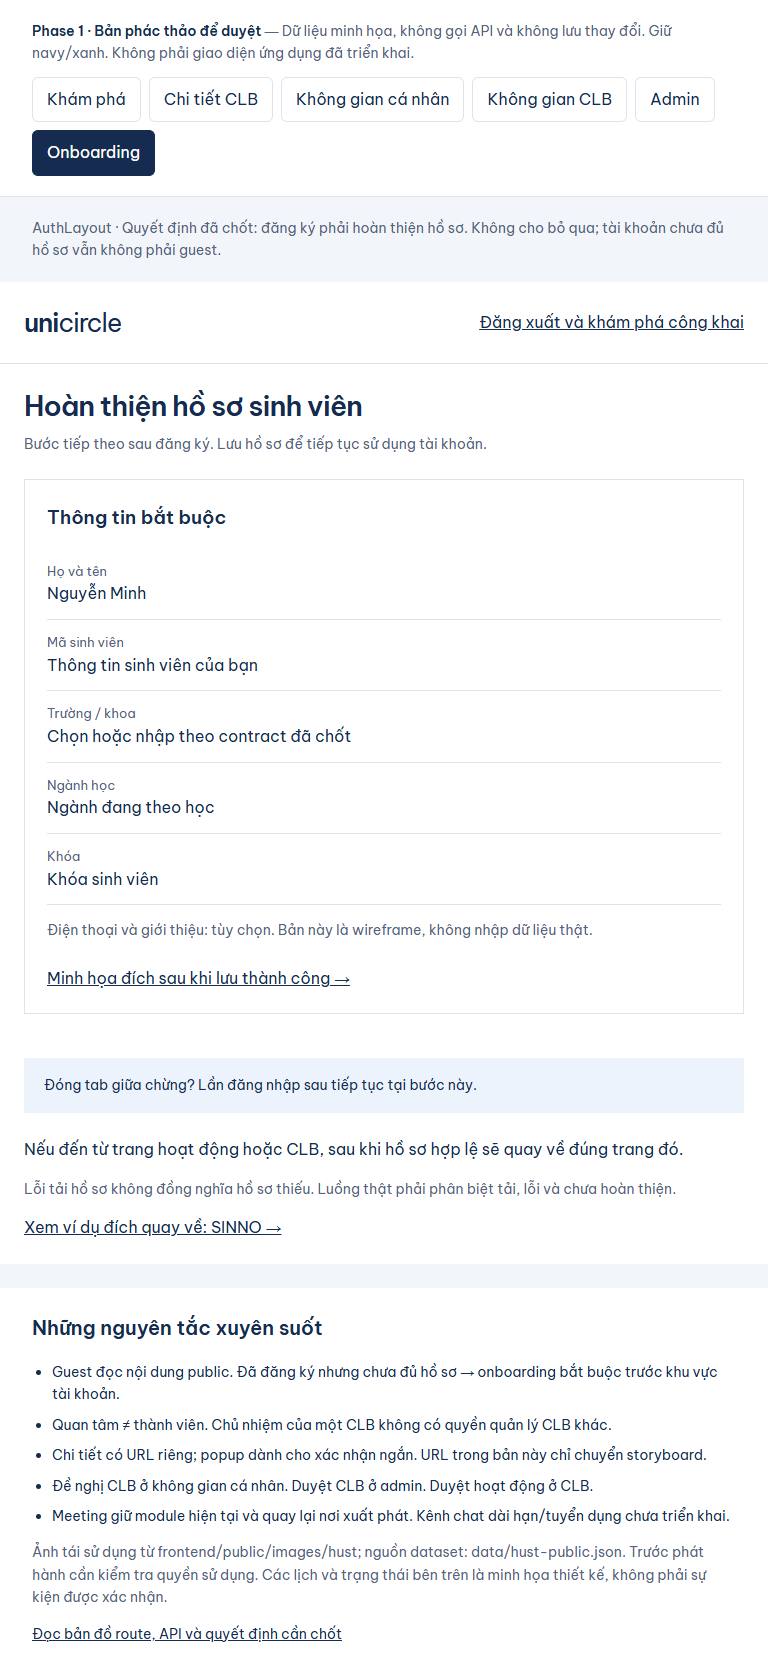 Phase 1 · Bản phác thảo để duyệt — Dữ liệu minh họa, không gọi API và không lưu thay đổi. Giữ
navy/xanh. Không phải giao diện ứng dụng đã triển khai.
Khám phá
Chi tiết CLB
Không gian cá nhân
Không gian CLB
Admin
Onboarding
AuthLayout · Quyết định đã chốt: đăng ký phải hoàn thiện hồ sơ. Không cho bỏ qua; tài khoản chưa đủ
hồ sơ vẫn không phải guest.
unicircle
Đăng xuất và khám phá công khai
Hoàn thiện hồ sơ sinh viên
Bước tiếp theo sau đăng ký. Lưu hồ sơ để tiếp tục sử dụng tài khoản.
Thông tin bắt buộc
Họ và tên
Nguyễn Minh
Mã sinh viên
Thông tin sinh viên của bạn
Trường / khoa
Chọn hoặc nhập theo contract đã chốt
Ngành học
Ngành đang theo học
Khóa
Khóa sinh viên
Điện thoại và giới thiệu: tùy chọn. Bản này là wireframe, không nhập dữ liệu thật.
Minh họa đích sau khi lưu thành công →
Đóng tab giữa chừng? Lần đăng nhập sau tiếp tục tại bước này.
Nếu đến từ trang hoạt động hoặc CLB, sau khi hồ sơ hợp lệ sẽ quay về đúng trang đó.
Lỗi tải hồ sơ không đồng nghĩa hồ sơ thiếu. Luồng thật phải phân biệt tải, lỗi và chưa hoàn thiện.
Xem ví dụ đích quay về: SINNO →
Những nguyên tắc xuyên suốt
• Guest đọc nội dung public. Đã đăng ký nhưng chưa đủ hồ sơ → onboarding bắt buộc trước khu vực
tài khoản.
• Quan tâm ≠ thành viên. Chủ nhiệm của một CLB không có quyền quản lý CLB khác.
• Chi tiết có URL riêng; popup dành cho xác nhận ngắn. URL trong bản này chỉ chuyển storyboard.
• Đề nghị CLB ở không gian cá nhân. Duyệt CLB ở admin. Duyệt hoạt động ở CLB.
• Meeting giữ module hiện tại và quay lại nơi xuất phát. Kênh chat dài hạn/tuyển dụng chưa triển khai.
Ảnh tái sử dụng từ frontend/public/images/hust; nguồn dataset: data/hust-public.json. Trước phát
hành cần kiểm tra quyền sử dụng. Các lịch và trạng thái bên trên là minh họa thiết kế, không phải sự
kiện được xác nhận.
Đọc bản đồ route, API và quyết định cần chốt